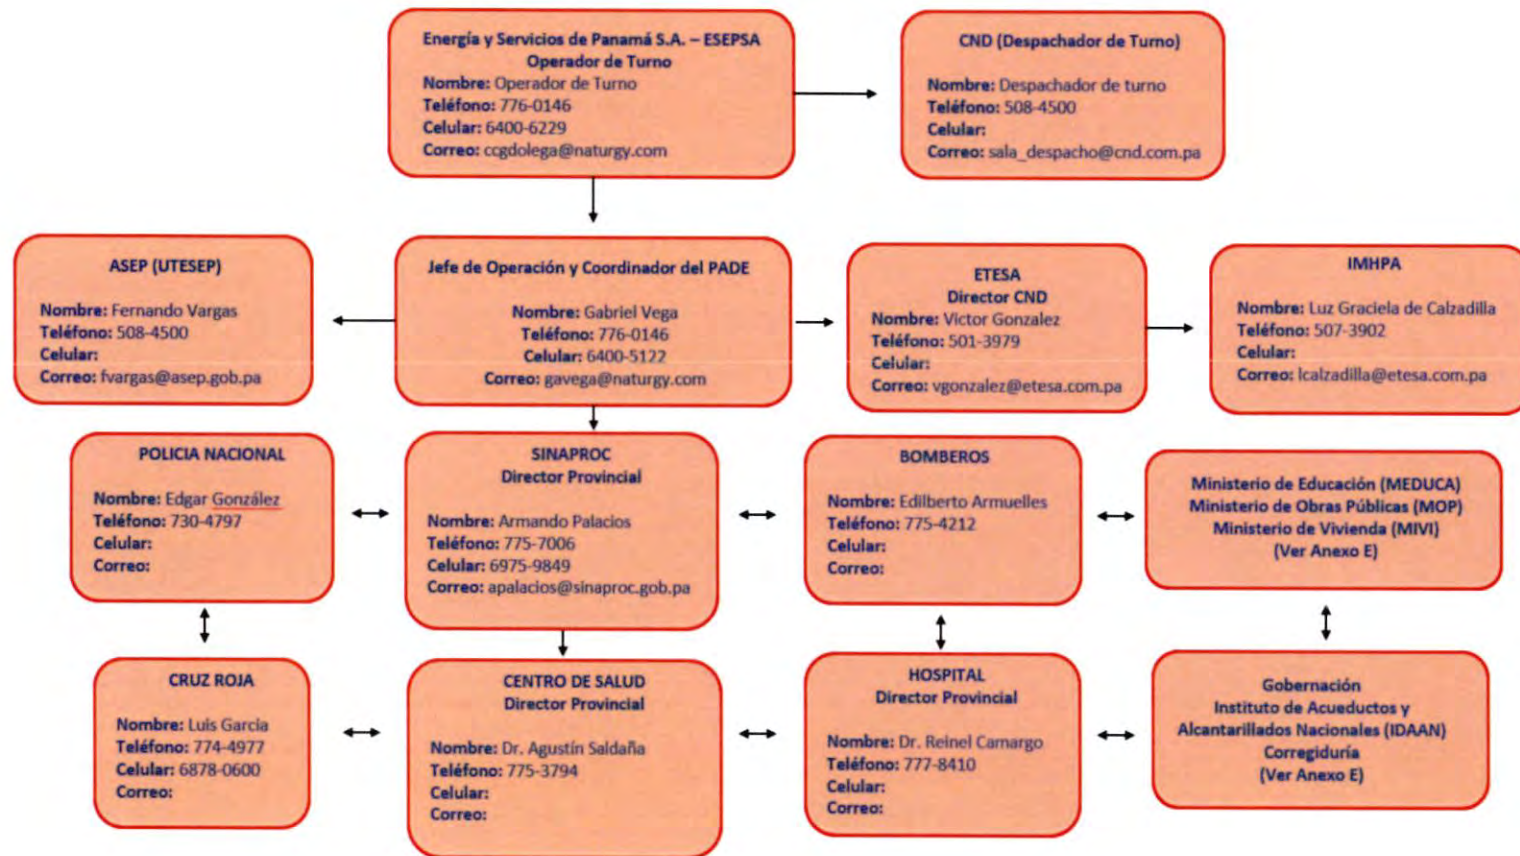 Energía y Servicios de Panamá S.A. – ESEPSA
Operador de Turno
Nombre: Operador de Turno
Teléfono: 776-0146
Celular: 6400-6229
Correo: ccgdolega@naturgy.com
CND (Despachador de Turno)
Nombre: Despachador de turno
Teléfono: 508-4500
Celular:
Correo: sala_despacho@cnd.com.pa
ASEP (UTESEP)
Nombre: Fernando Vargas
Teléfono: 508-4500
Celular:
Correo: fvargas@asep.gob.pa
Jefe de Operación y Coordinador del PADE
Nombre: Gabriel Vega
Teléfono: 776-0146
Celular: 6400-5122
Correo: gavega@naturgy.com
ETESA
Director CND
Nombre: Victor Gonzalez
Teléfono: 501-3979
Celular:
Correo: vgonzalez@etesa.com.pa
IMHPA
Nombre: Luz Graciela de Calzadilla
Teléfono: 507-3902
Celular:
Correo: lcalzadilla@etesa.com.pa
POLICIA NACIONAL
Nombre: Edgar González
Teléfono: 730-4797
Celular:
Correo:
SINAPROC
Director Provincial
Nombre: Armando Palacios
Teléfono: 775-7006
Celular: 6975-9849
Correo: apalacios@sinaproc.gob.pa
BOMBEROS
Nombre: Edilberto Armuelles
Teléfono: 775-4212
Celular:
Correo:
Ministerio de Educación (MEDUCA)
Ministerio de Obras Públicas (MOP)
Ministerio de Vivienda (MIVI)
(Ver Anexo E)
CRUZ ROJA
Nombre: Luis García
Teléfono: 774-4977
Celular: 6878-0600
Correo:
CENTRO DE SALUD
Director Provincial
Nombre: Dr. Agustín Saldaña
Teléfono: 775-3794
Celular:
Correo:
HOSPITAL
Director Provincial
Nombre: Dr. Reinel Camargo
Teléfono: 777-8410
Celular:
Correo:
Gobernación
Instituto de Acueductos y
Alcantarillados Nacionales (IDAAN)
Corregiduría
(Ver Anexo E)